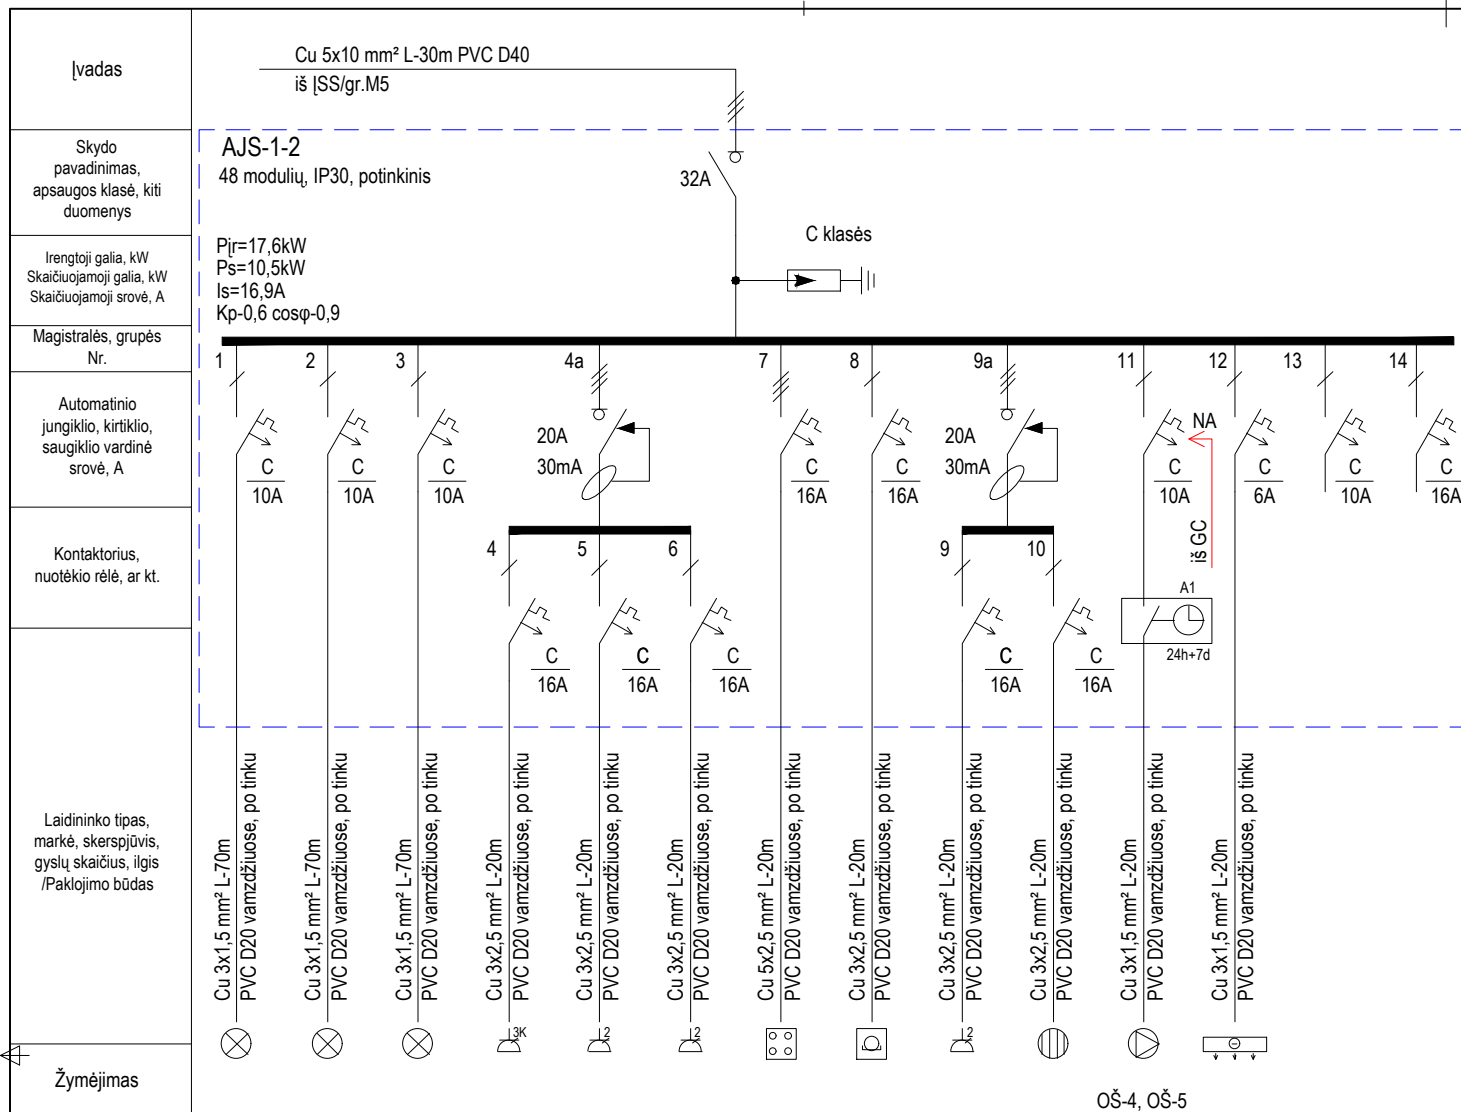 Įvadas
Cu 5x10 mm² L-30m PVC D40
iš ĮSS/gr.M5
Skydo
pavadinimas,
apsaugos klasė, kiti
duomenys
AJS-1-2
48 modulių, IP30, potinkinis
32A
C klasės
Irengtoji galia, kW
Skaičiuojamoji galia, kW
Skaičiuojamoji srovė, A
Pįr=17,6kW
Ps=10,5kW
Is=16,9A
Kp-0,6 cosφ-0,9
Magistralės, grupės
Nr.
1
2
3
4a
7
8
9a
11
12
13
14
Automatinio
jungiklio, kirtiklio,
saugiklio vardinė
srovė, A
C
10A
C
10A
C
10A
20A
30mA
C
16A
C
16A
20A
30mA
C
10A
NA
iš GC
C
6A
C
10A
C
16A
Kontaktorius,
nuotėkio rėlė, ar kt.
4
5
6
9
10
C
16A
C
16A
C
16A
C
16A
C
16A
A1
24h+7d
Laidininko tipas,
markė, skerspjūvis,
gyslų skaičius, ilgis
/Paklojimo būdas
Cu 3x1,5 mm² L-70m
PVC D20 vamzdžiuose, po tinku
Cu 3x1,5 mm² L-70m
PVC D20 vamzdžiuose, po tinku
Cu 3x1,5 mm² L-70m
PVC D20 vamzdžiuose, po tinku
Cu 3x2,5 mm² L-20m
PVC D20 vamzdžiuose, po tinku
Cu 3x2,5 mm² L-20m
PVC D20 vamzdžiuose, po tinku
Cu 3x2,5 mm² L-20m
PVC D20 vamzdžiuose, po tinku
Cu 5x2,5 mm² L-20m
PVC D20 vamzdžiuose, po tinku
Cu 3x2,5 mm² L-20m
PVC D20 vamzdžiuose, po tinku
Cu 3x2,5 mm² L-20m
PVC D20 vamzdžiuose, po tinku
Cu 3x2,5 mm² L-20m
PVC D20 vamzdžiuose, po tinku
Cu 3x1,5 mm² L-20m
PVC D20 vamzdžiuose, po tinku
Cu 3x1,5 mm² L-20m
PVC D20 vamzdžiuose, po tinku
3K
2
2
2
Žymėjimas
OŠ-4, OŠ-5